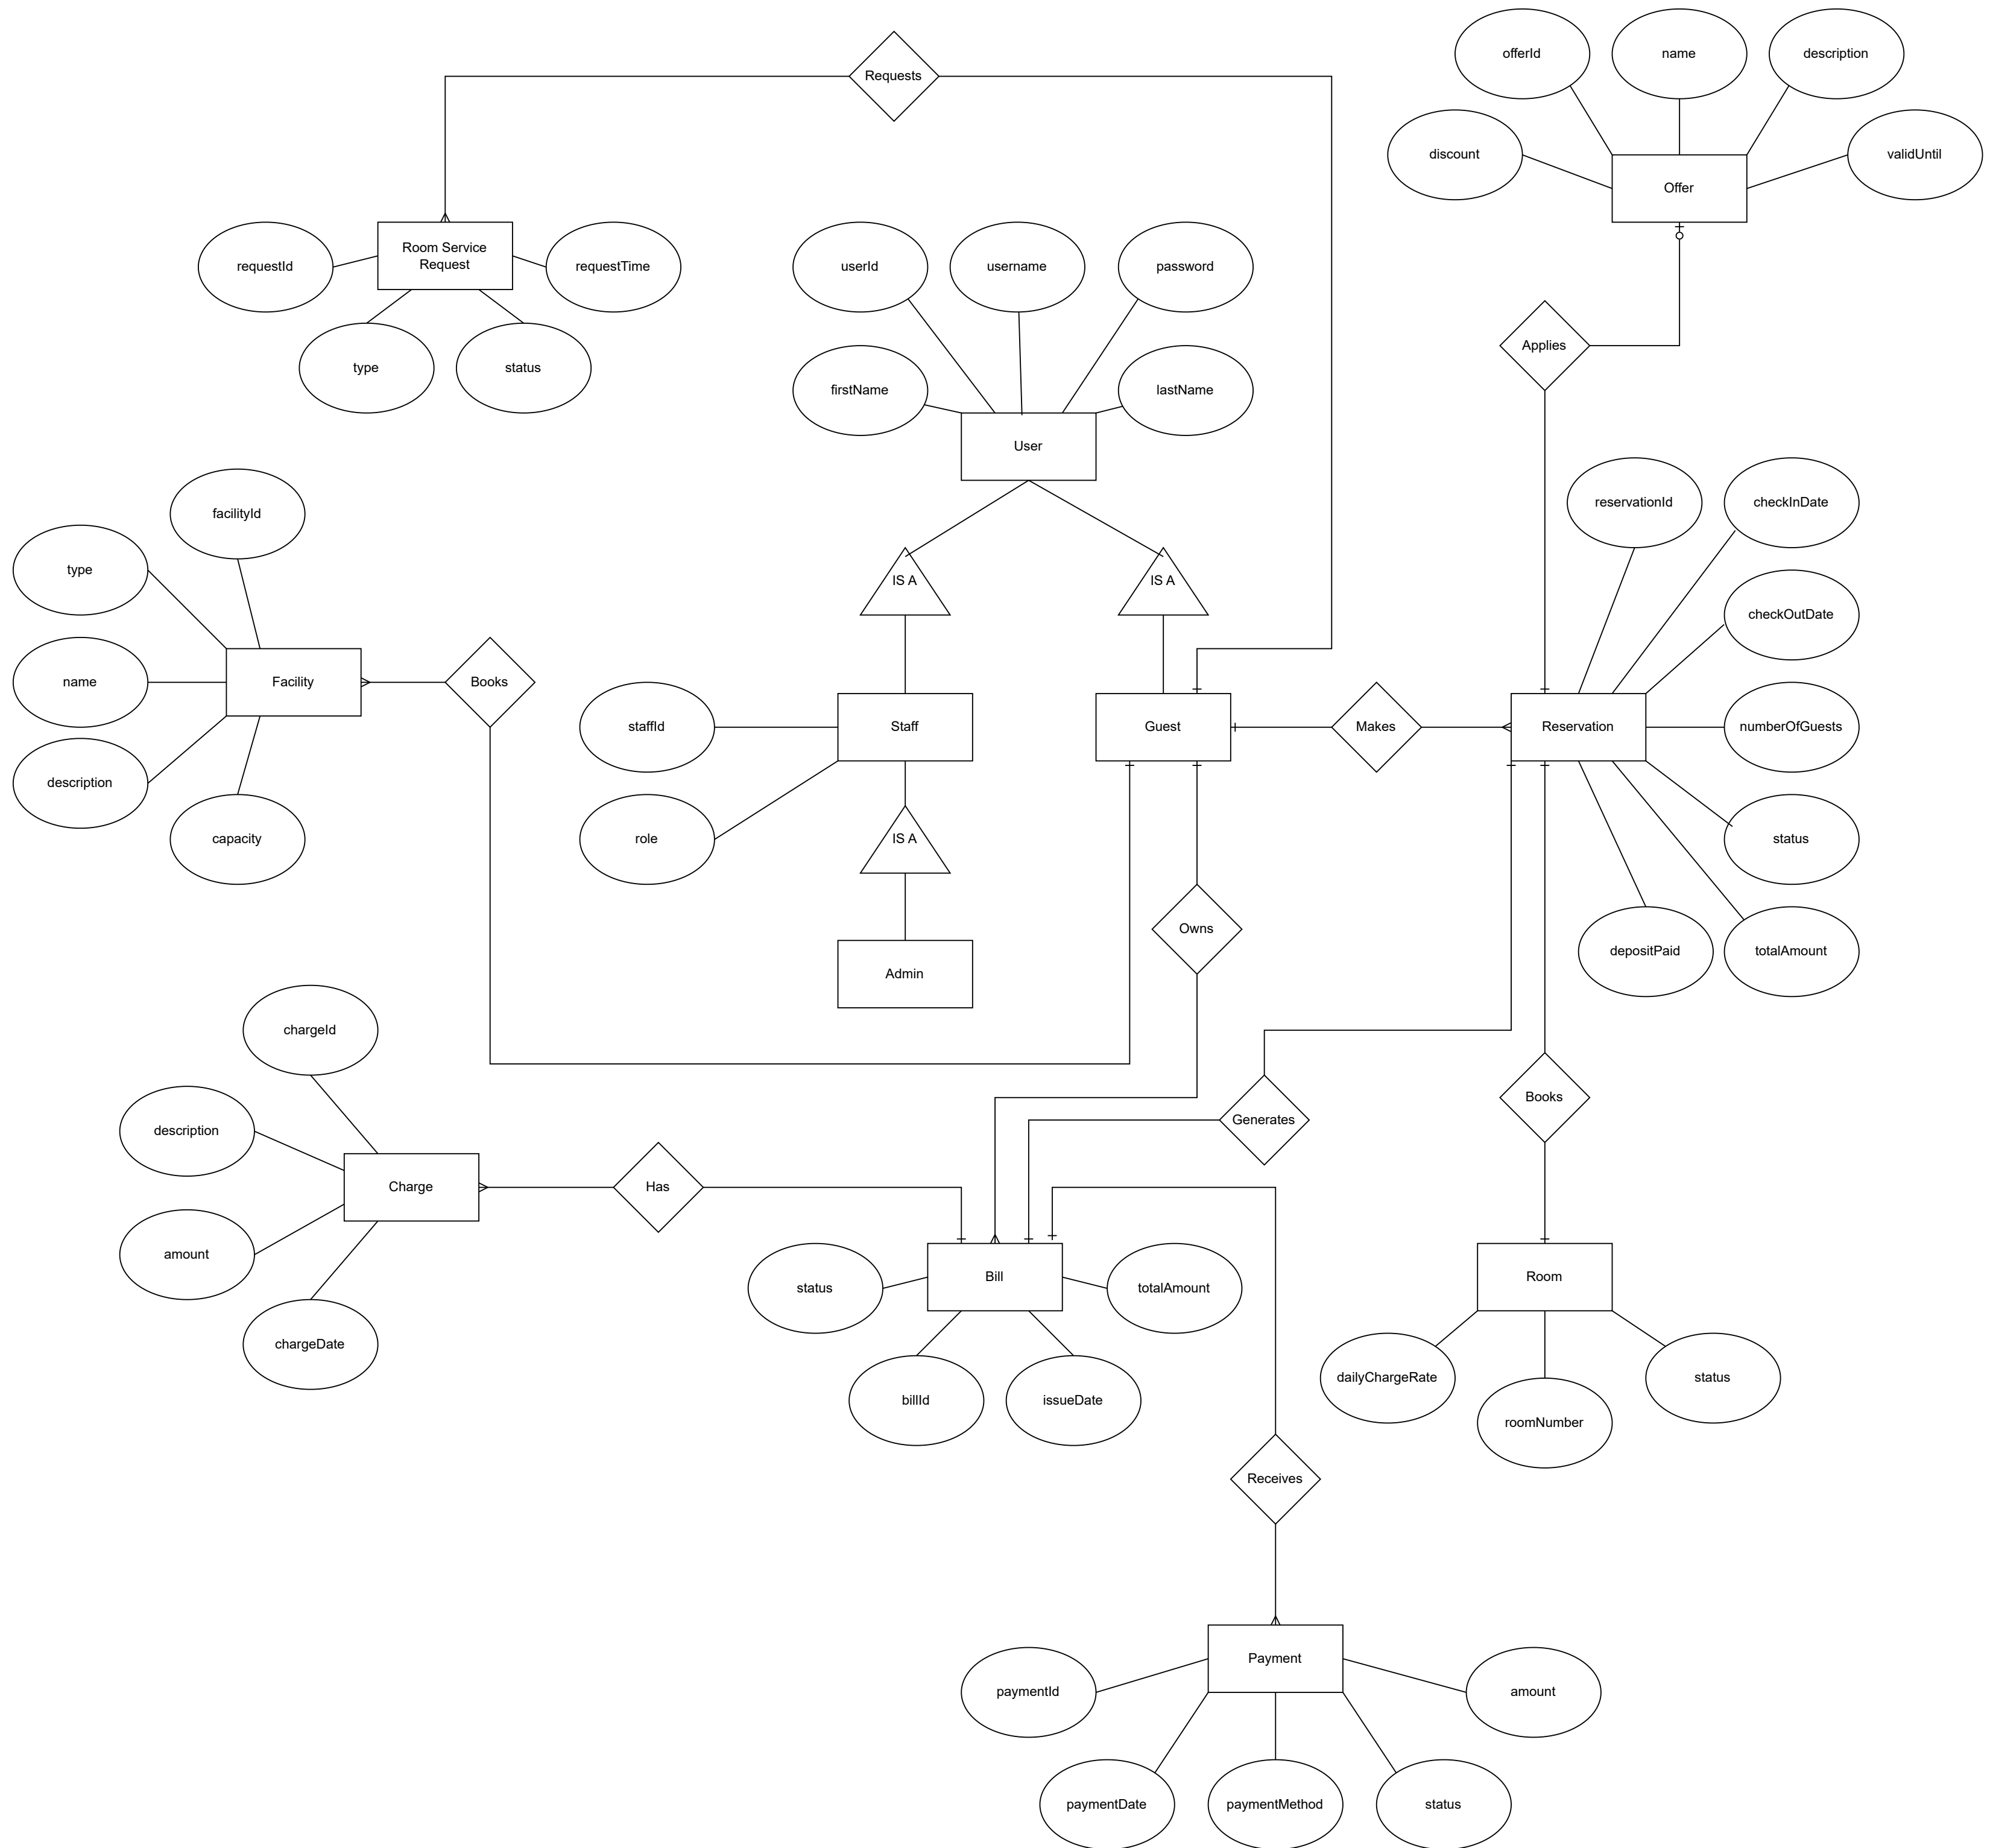 offerId
name
description
Requests
discount
validUntil
Offer
Room Service
Request
requestId
requestTime
userId
username
password
Applies
type
status
firstName
lastName
User
facilityId
reservationId
checkInDate
type
IS A
IS A
checkOutDate
name
Facility
Books
Staff
Guest
Makes
Reservation
numberOfGuests
staffId
description
capacity
role
IS A
status
Owns
depositPaid
totalAmount
Admin
chargeId
description
Generates
Books
Charge
Has
amount
status
Bill
totalAmount
Room
chargeDate
billId
issueDate
dailyChargeRate
roomNumber
status
Receives
Payment
paymentId
amount
paymentDate
paymentMethod
status